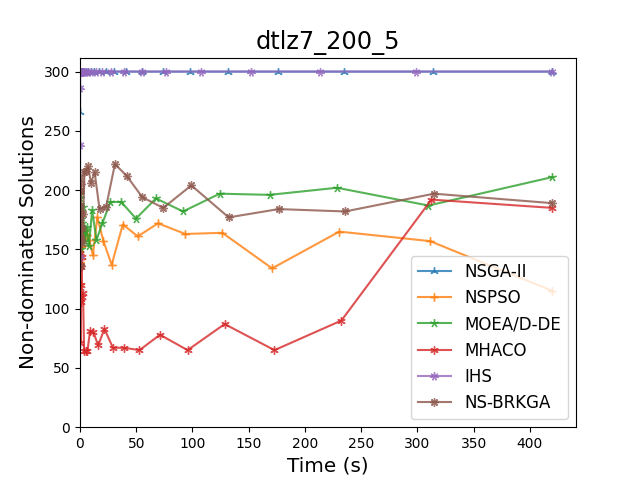 dtlz7_200_5
Non-dominated Solutions
300
250
200
150
100
50
0
0 50 100 150 200 250 300 350 400
Time (s)
NSGA-II
NSPSO
MOEA/D-DE
MHACO
IHS
NS-BRKGA